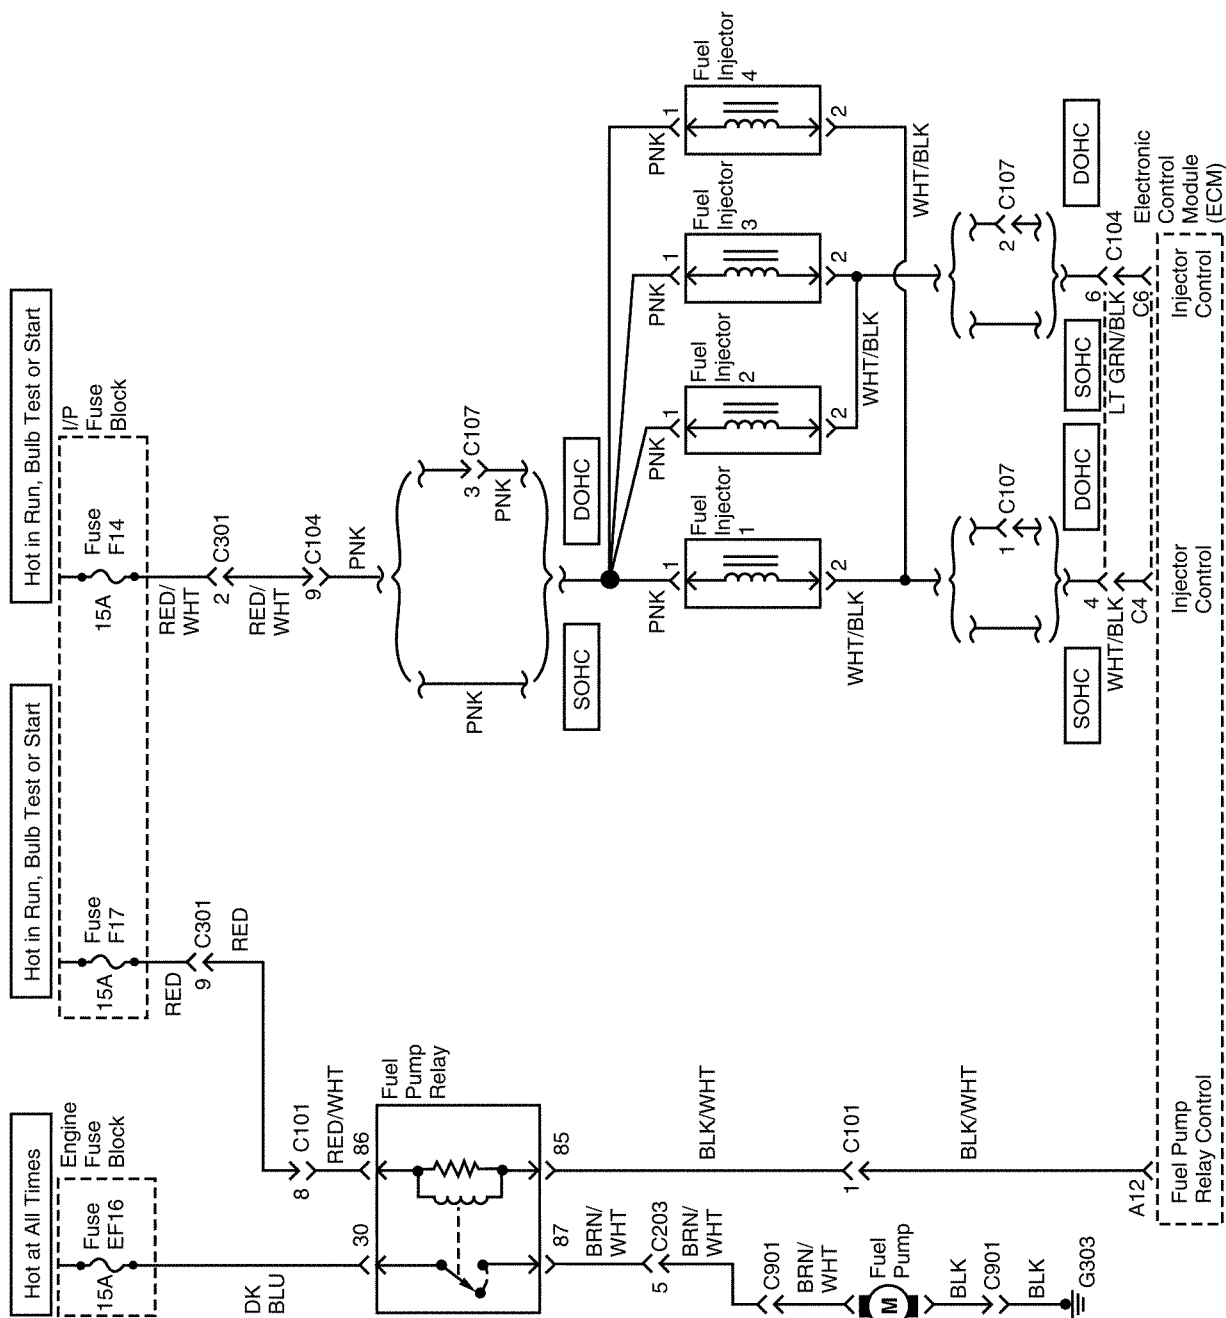 Hot at All Times
Hot in Run, Bulb Test or Start
Hot in Run, Bulb Test or Start
Engine
Fuse
Block
Fuse
EF16
15A
I/P
Fuse
Block
Fuse
F17
15A
Fuse
F14
15A
DK
BLU
RED
9
C301
RED
8
C101
RED/WHT
RED/
WHT
2
C301
RED/
WHT
9
C104
PNK
PNK
3
C107
PNK
SOHC
DOHC
30
86
Fuel
Pump
Relay
87
85
BRN/
WHT
5
C203
BRN/
WHT
C901
BRN/
WHT
M
Fuel
Pump
BLK
C901
BLK
G303
BLK/WHT
1
C101
BLK/WHT
A12
Fuel Pump
Relay Control
PNK
1
Fuel
Injector
1
2
PNK
1
Fuel
Injector
2
2
PNK
1
Fuel
Injector
3
2
PNK
1
Fuel
Injector
4
2
WHT/BLK
WHT/BLK
WHT/BLK
1
C107
2
C107
SOHC
DOHC
SOHC
DOHC
4
WHT/BLK
C4
6
C104
LT GRN/BLK
C6
Injector
Control
Injector
Control
Electronic
Control
Module
(ECM)